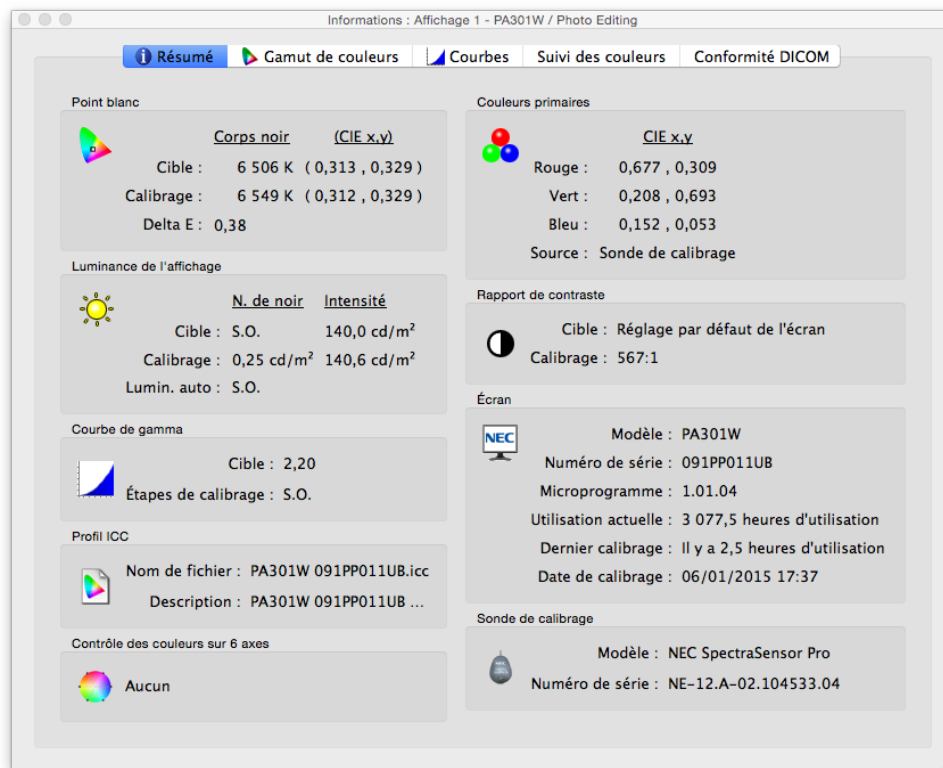 Informations : Affichage 1 - PA301W / Photo Editing
Résumé
Gamut de couleurs
Courbes
Suivi des couleurs
Conformité DICOM
Point blanc
Corps noir (CIE x,y)
Cible : 6 506 K ( 0,313 , 0,329 )
Calibrage : 6 549 K ( 0,312 , 0,329 )
Delta E : 0,38
Luminance de l'affichage
N. de noir Intensité
Cible : S.O. 140,0 cd/m²
Calibrage : 0,25 cd/m² 140,6 cd/m²
Lumin. auto : S.O.
Courbe de gamma
Cible : 2,20
Étapes de calibrage : S.O.
Profil ICC
Nom de fichier : PA301W 091PP011UB.icc
Description : PA301W 091PP011UB ...
Contrôle des couleurs sur 6 axes
Aucun
Couleurs primaires
CIE x,y
Rouge : 0,677 , 0,309
Vert : 0,208 , 0,693
Bleu : 0,152 , 0,053
Source : Sonde de calibrage
Rapport de contraste
Cible : Réglage par défaut de l'écran
Calibrage : 567:1
Écran
NEC
Modèle : PA301W
Numéro de série : 091PP011UB
Microprogramme : 1.01.04
Utilisation actuelle : 3 077,5 heures d'utilisation
Dernier calibrage : Il y a 2,5 heures d'utilisation
Date de calibrage : 06/01/2015 17:37
Sonde de calibrage
NEC
Modèle : NEC SpectraSensor Pro
Numéro de série : NE-12.A-02.104533.04